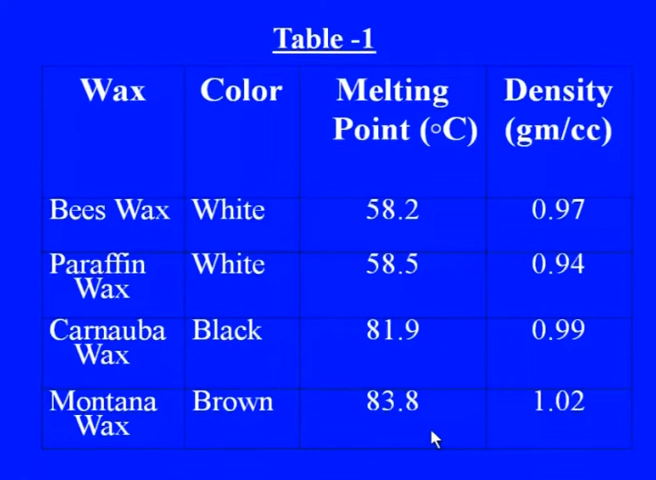 Table -1
Wax Color Melting Density
Point (◦C) (gm/cc)
Bees Wax White 58.2 0.97
Paraffin White 58.5 0.94
Wax
Carnauba Black 81.9 0.99
Wax
Montana Brown 83.8 1.02
Wax